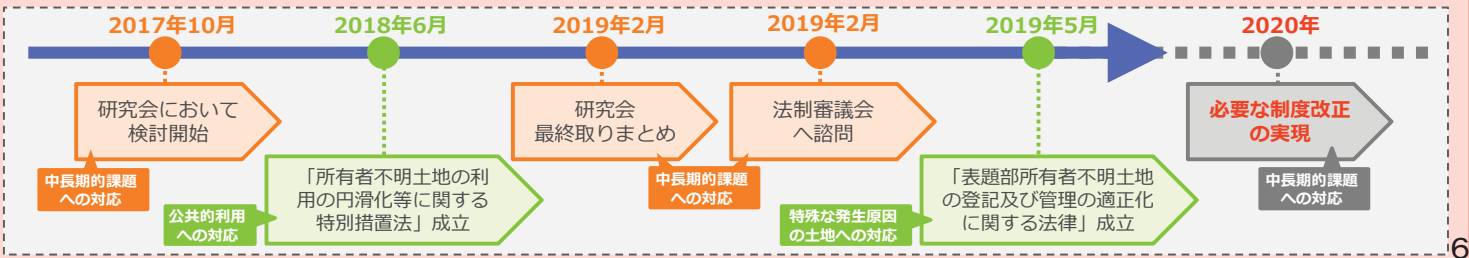 2017年10月
2018年6月
2019年2月
2019年2月
2019年5月
2020年
研究会において
検討開始
中長期的課題
への対応
「所有者不明土地の利
用の円滑化等に関する
特別措置法」成立
公共的利用
への対応
研究会
最終取りまとめ
中長期的課題
への対応
法制審議会
へ諮問
「表題部所有者不明土地
の登記及び管理の適正化
に関する法律」成立
特殊な発生原因
の土地への対応
必要な制度改正
の実現
中長期的課題
への対応
6